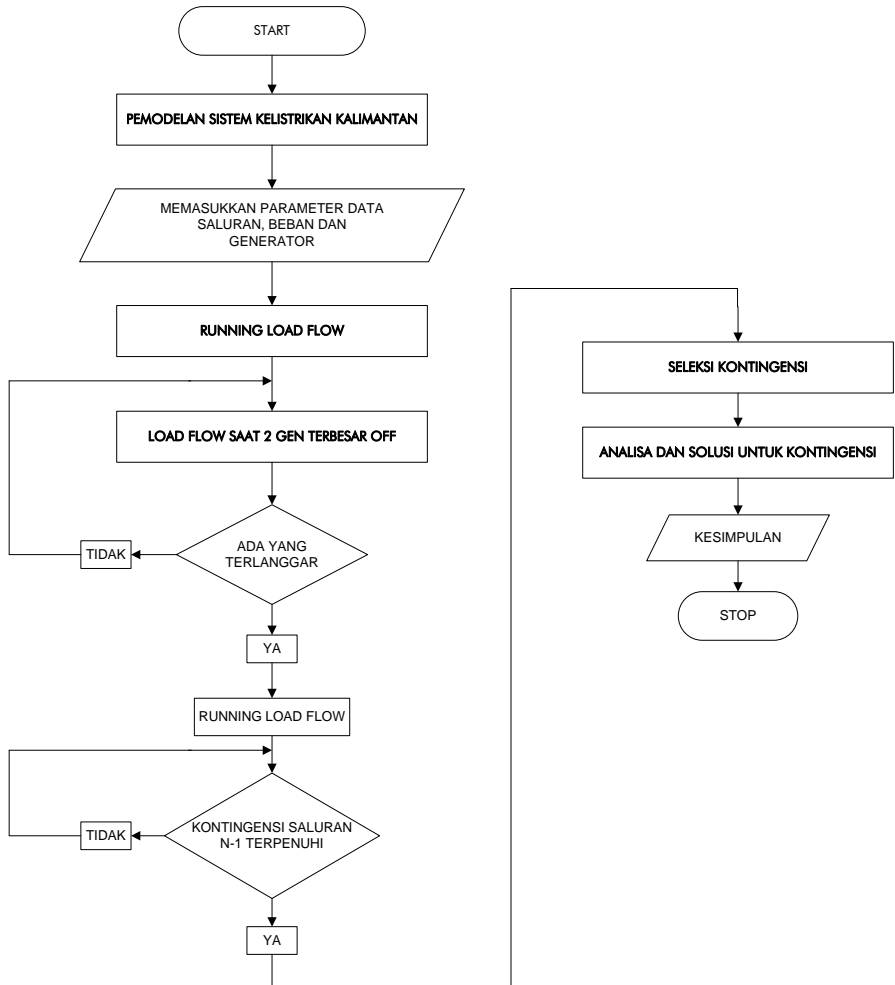 START
PEMODELAN SISTEM KELISTRIKAN KALIMANTAN
MEMASUKKAN PARAMETER DATA
SALURAN, BEBAN DAN
GENERATOR
RUNNING LOAD FLOW
LOAD FLOW SAAT 2 GEN TERBESAR OFF
ADA YANG
TERLANGGAR
TIDAK
YA
RUNNING LOAD FLOW
KONTINGENSI SALURAN
N-1 TERPENUHI
TIDAK
YA
SELEKSI KONTINGENSI
ANALISA DAN SOLUSI UNTUK KONTINGENSI
KESIMPULAN
STOP